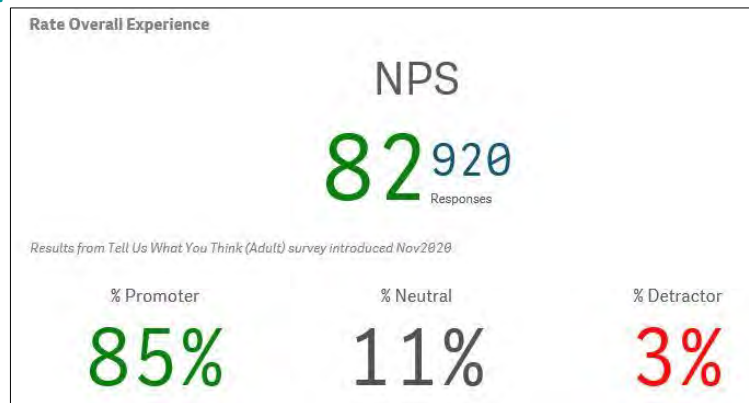 Rate Overall Experience
NPS
82 920
Responses
Results from Tell Us What You Think (Adult) survey introduced Nov2020
% Promoter % Neutral % Detractor
85% 11% 3%